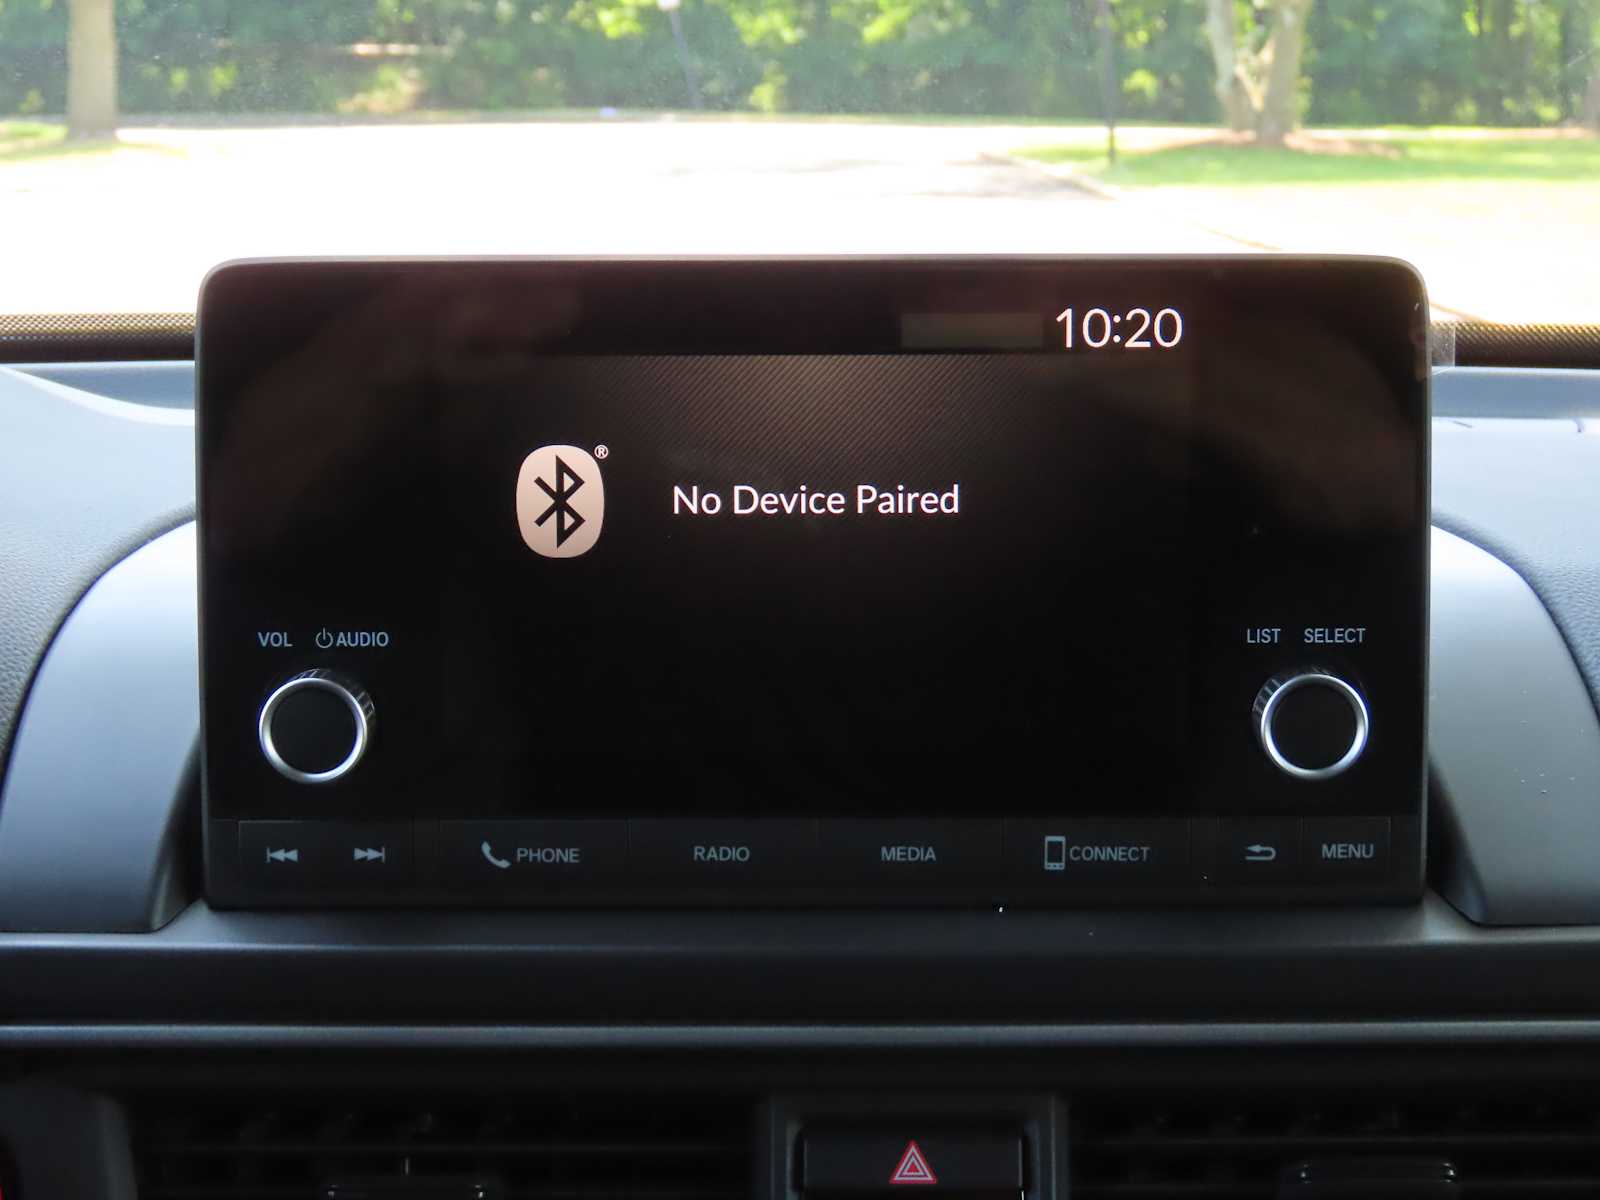 10:20
®
No Device Paired
VOL AUDIO
LIST SELECT
PHONE RADIO MEDIA CONNECT MENU